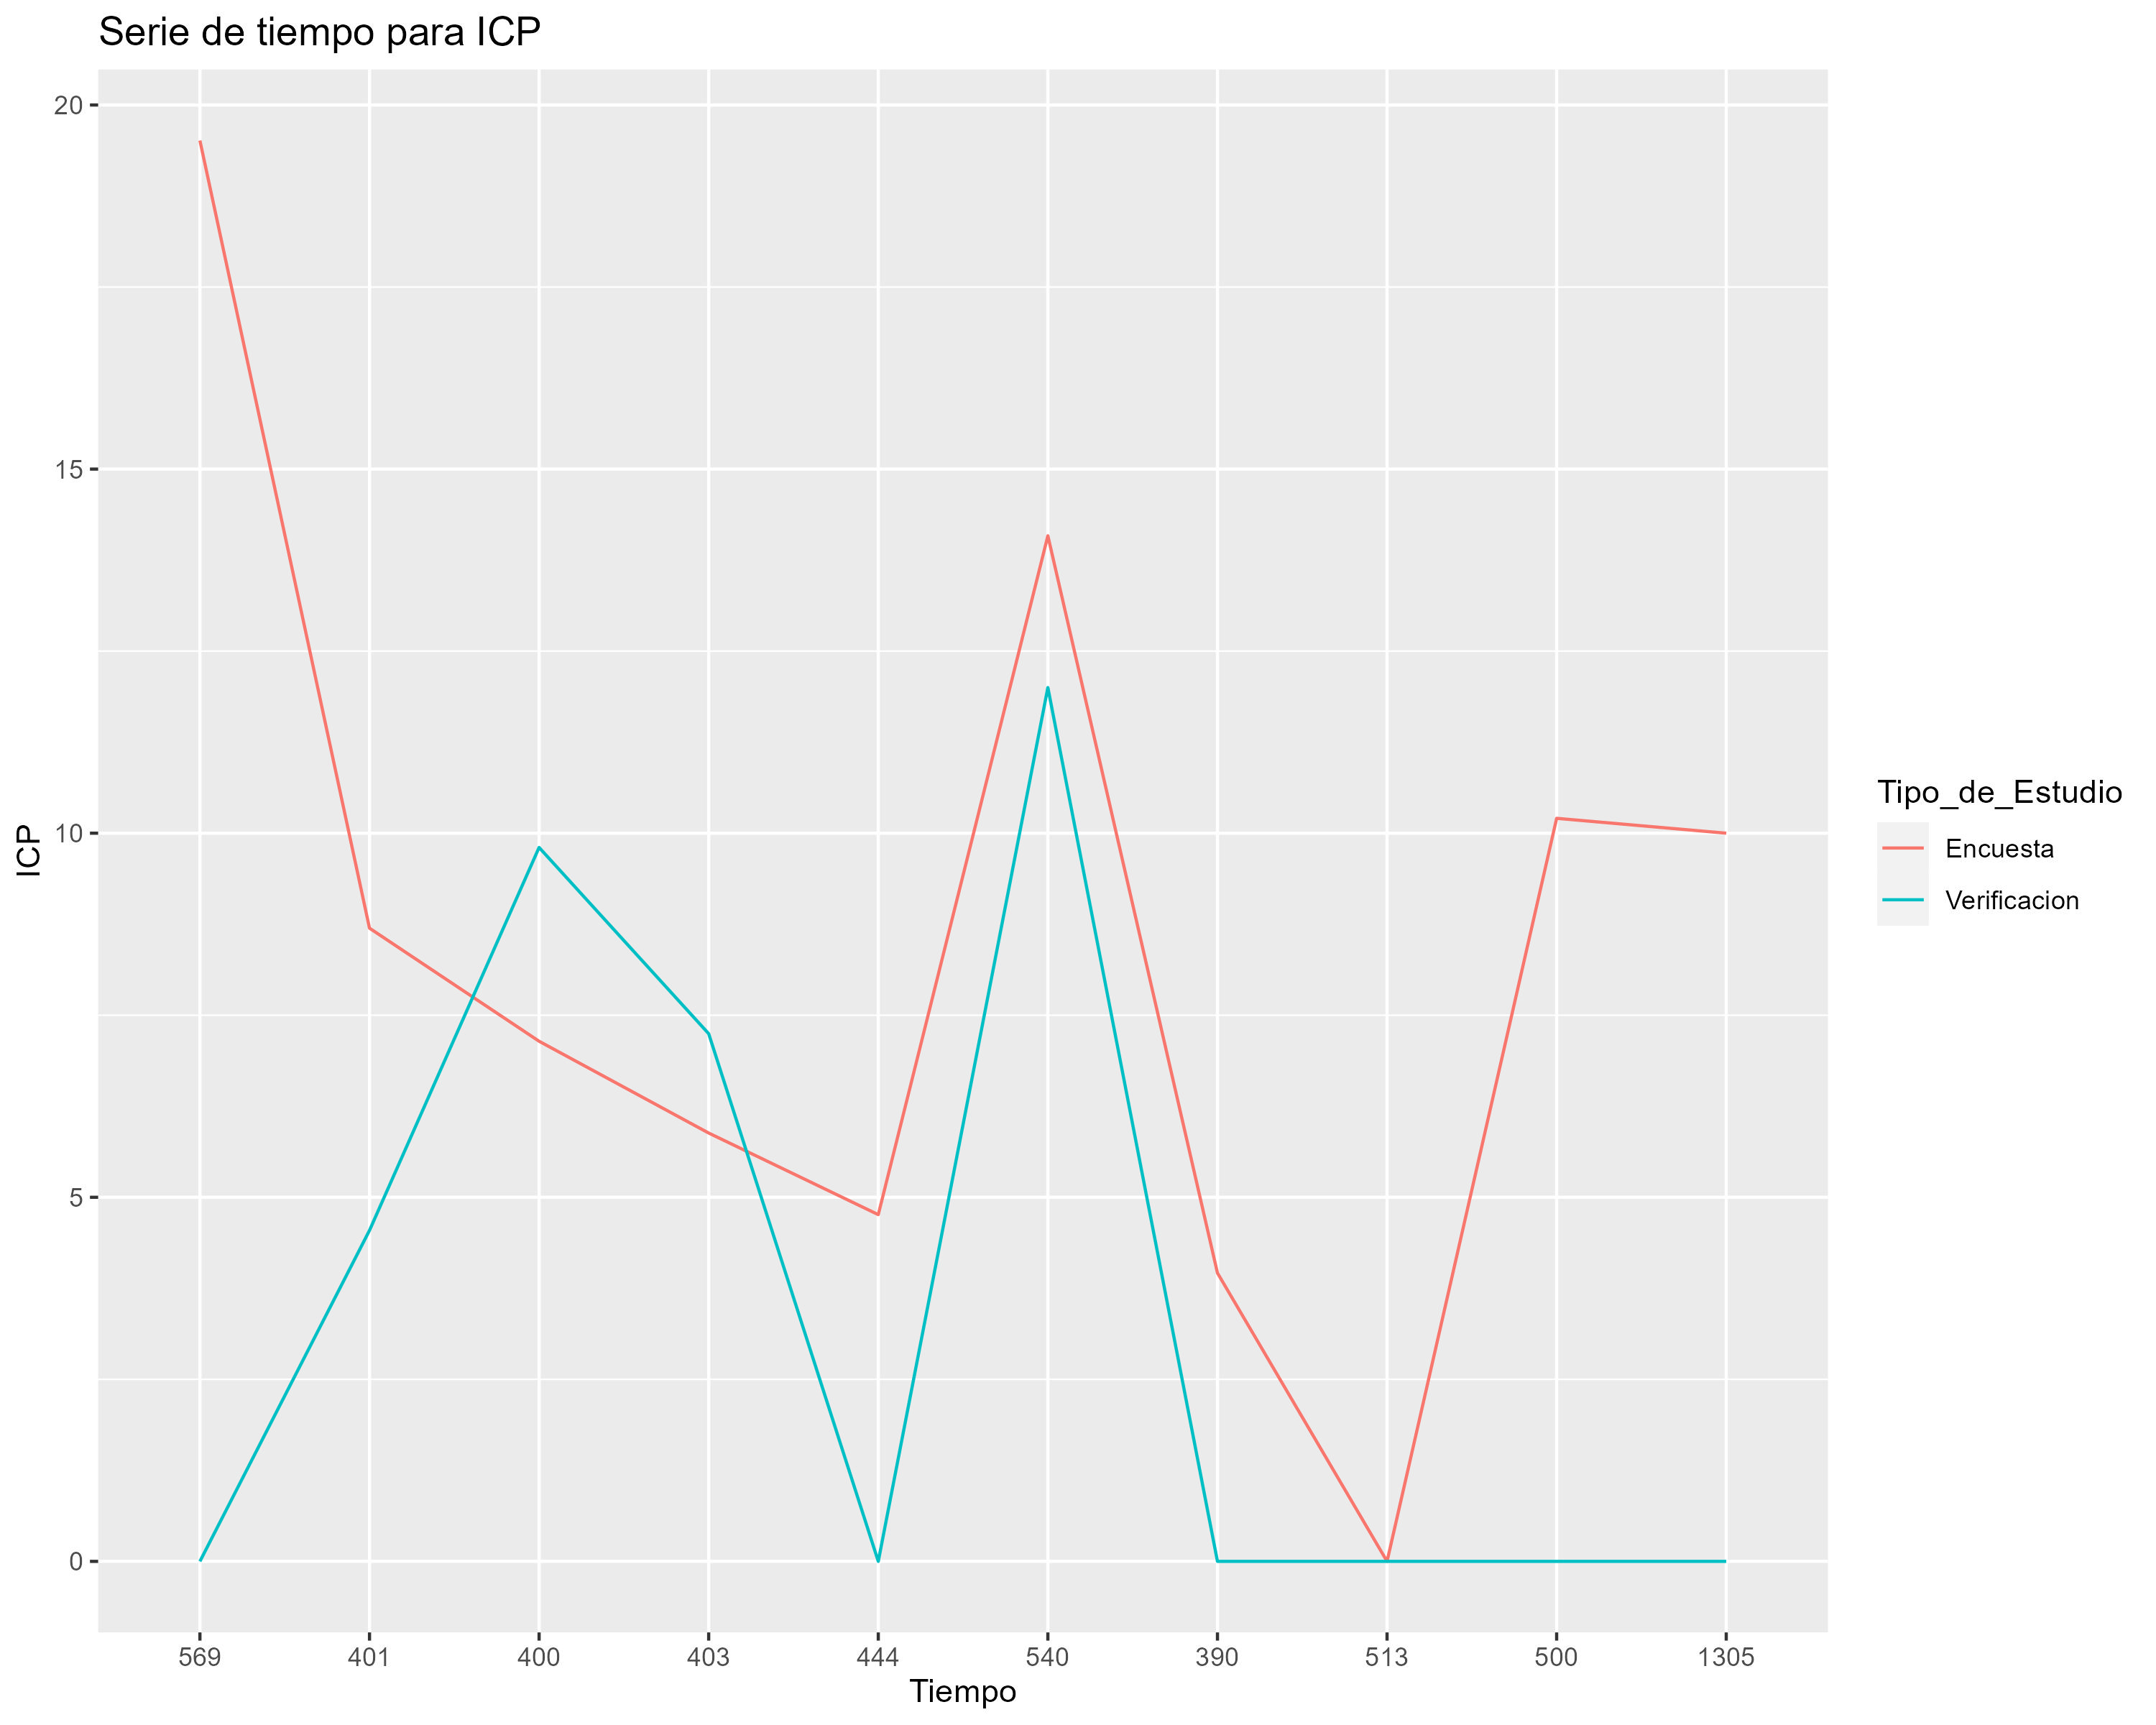 Serie de tiempo para ICP
20
15
10
5
0
ICP
569 401 400 403 444 540 390 513 500 1305
Tiempo
Tipo_de_Estudio
Encuesta
Verificacion